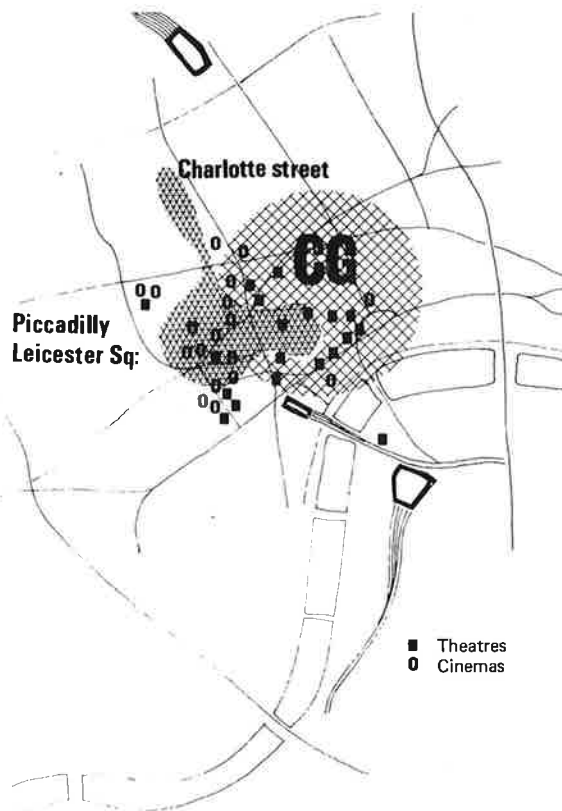 Charlotte street
CG
Piccadilly
Leicester Sq:
Theatres
Cinemas